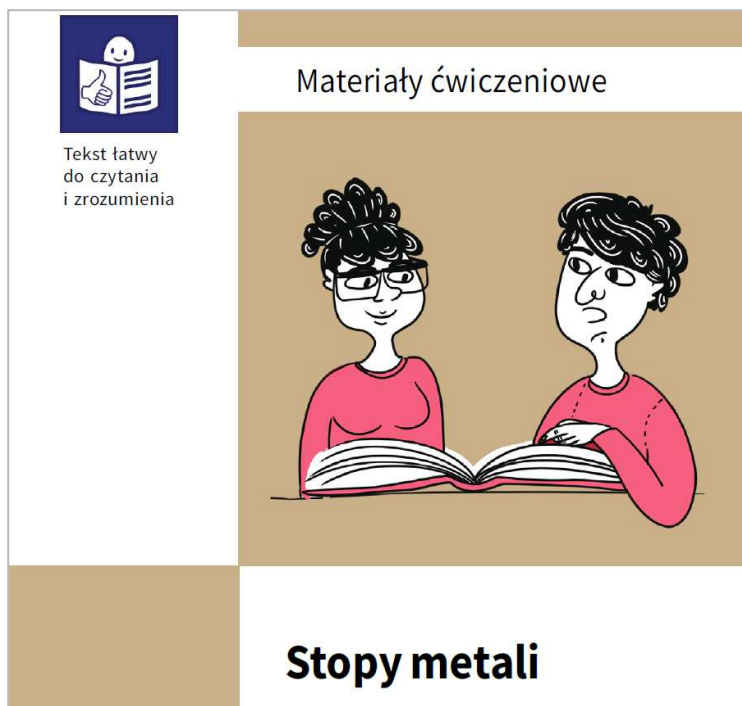 Materiały ćwiczeniowe
Tekst łatwy
do czytania
i zrozumienia
Stopy metali